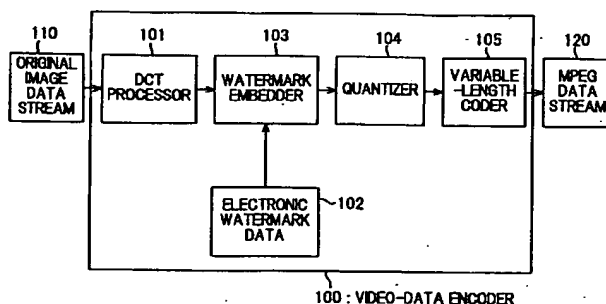 110
ORIGINAL
IMAGE
DATA
STREAM
101
DCT
PROCESSOR
103
WATERMARK
EMBEDDER
104
QUANTIZER
105
VARIABLE
-LENGTH
CODER
120
MPEG
DATA
STREAM
ELECTRONIC
WATERMARK
DATA
102
100 : VIDEO-DATA ENCODER